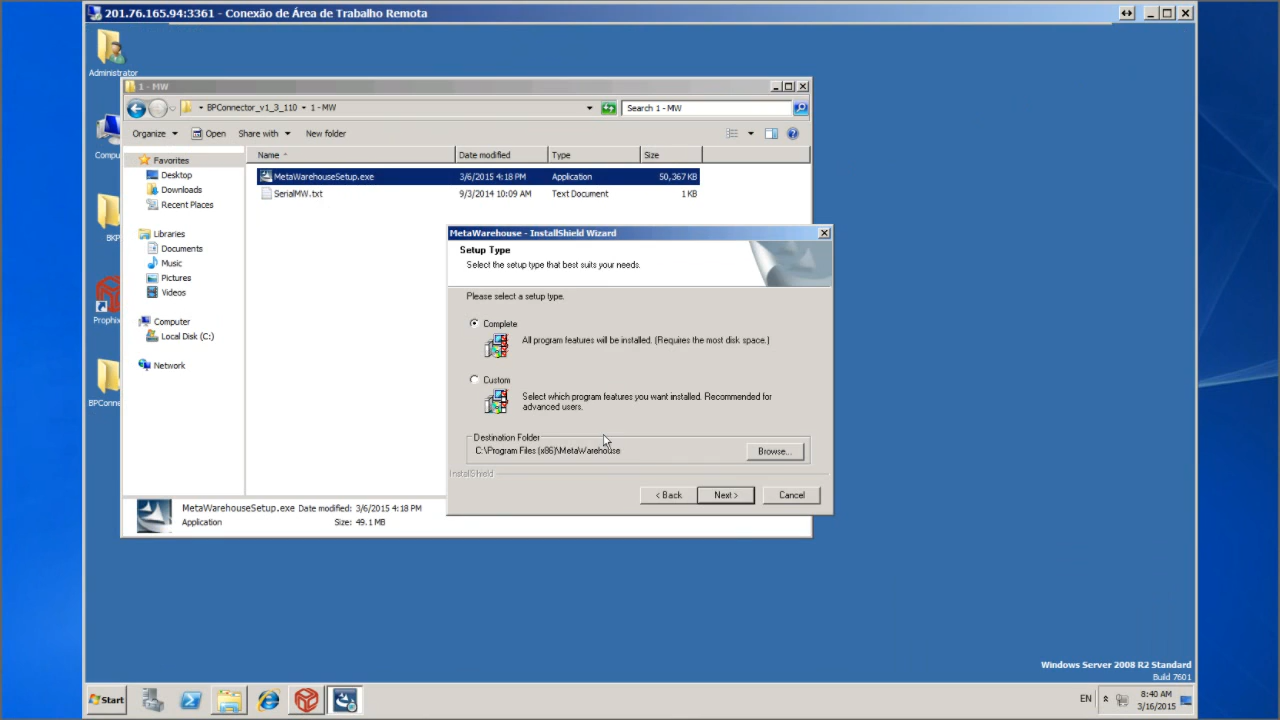 201.76.165.94:3361 - Conexão de Área de Trabalho Remota
Administrator
1 - MW
BPConnector_v1_3_110
1 - MW
Search 1 - MW
Organize
Open
Share with
New folder
Name
Date modified
Type
Size
Favorites
Desktop
Downloads
Recent Places
Libraries
Documents
Music
Pictures
Videos
Computer
Local Disk (C:)
Network
MetaWarehouseSetup.exe 3/6/2015 4:18 PM Application 50,367 KB
SerialMW.txt 9/3/2014 10:09 AM Text Document 1 KB
Compu
BKP
Prophix
BPConne
MetaWarehouse - InstallShield Wizard
Setup Type
Select the setup type that best suits your needs.
Please select a setup type.
Complete
All program features will be installed. (Requires the most disk space.)
Custom
Select which program features you want installed. Recommended for
advanced users.
Destination Folder
C:\Program Files (x86)\MetaWarehouse
Browse...
InstallShield
< Back
Next >
Cancel
MetaWarehouseSetup.exe Date modified: 3/6/2015 4:18 PM
Application Size: 49.1 MB
Windows Server 2008 R2 Standard
Build 7601
Start
EN
8:40 AM
3/16/2015